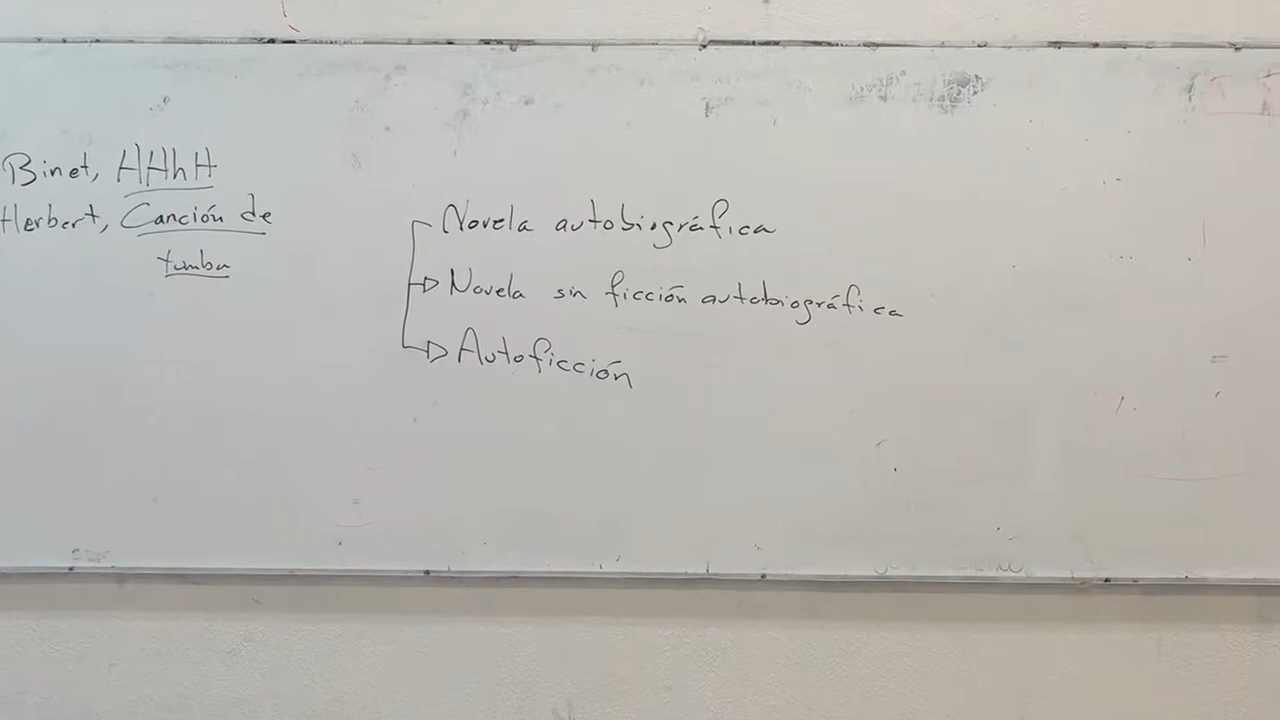 Binet, HHhH
Herbert, Canción de
tumba
Novela autobiográfica
Novela sin ficción autobiográfica
Autoficción